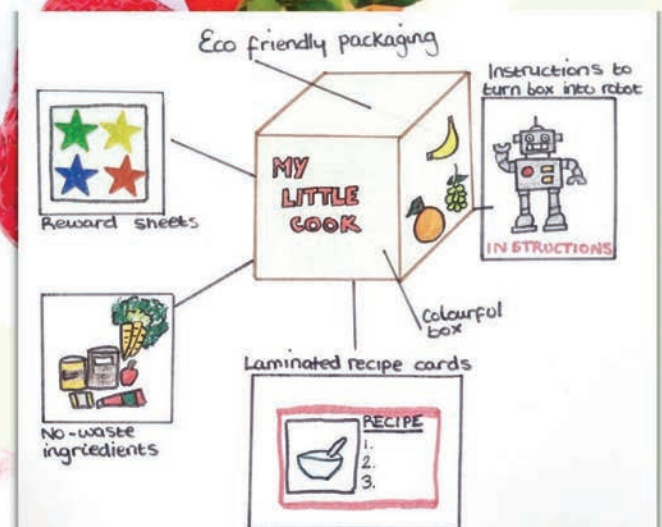 Eco friendly packaging
Instructions to
turn box into robot
MY
LITTLE
COOK
INSTRUCTIONS
Reward sheets
Colourful
box
Laminated recipe cards
RECIPE
1.
2.
3.
No-waste
ingriedients